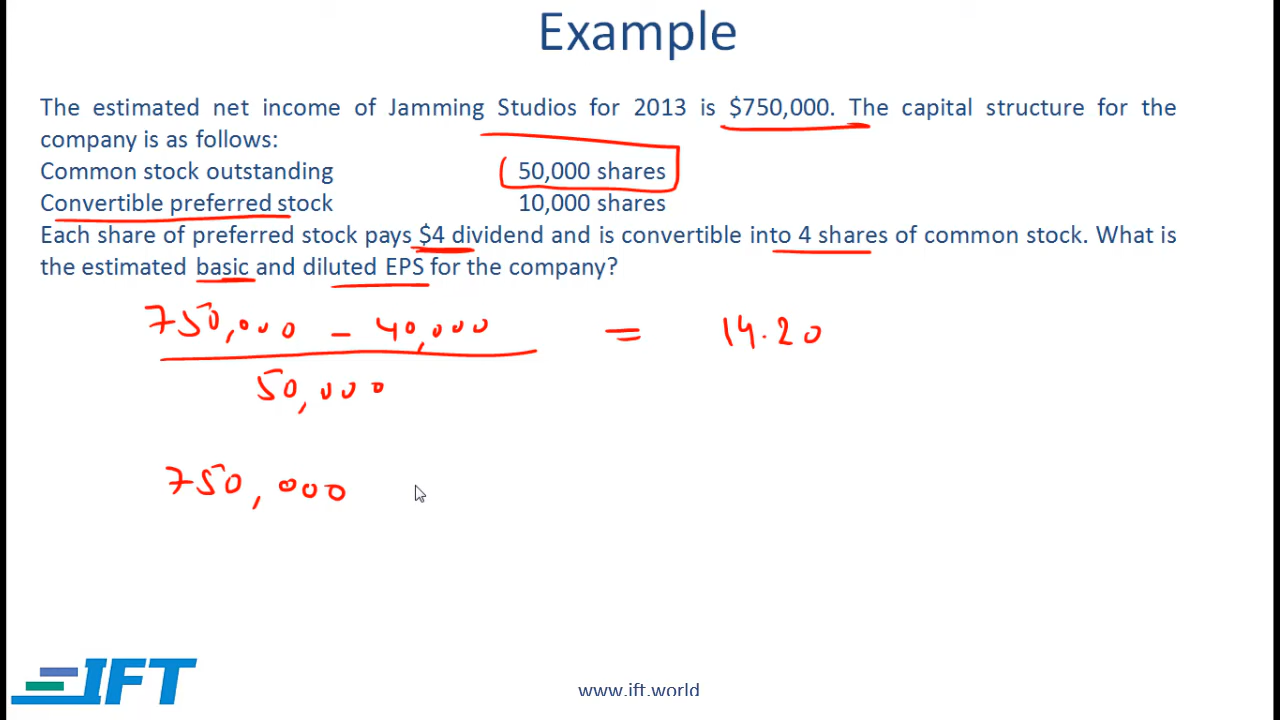 Example
The estimated net income of Jamming Studios for 2013 is $750,000. The capital structure for the
company is as follows:
Common stock outstanding 50,000 shares
Convertible preferred stock 10,000 shares
Each share of preferred stock pays $4 dividend and is convertible into 4 shares of common stock. What is
the estimated basic and diluted EPS for the company?
750,000 - 40,000 = 14.20
50,000
750,000
IFT
www.ift.world